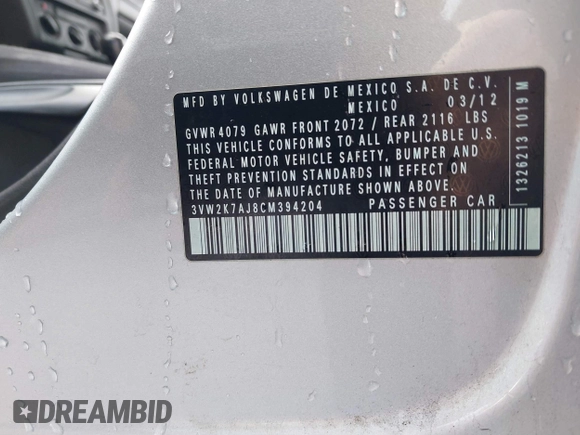 MFD BY VOLKSWAGEN DE MEXICO S.A. DE C.V.
MEXICO 03/12
GVWR 4079 GAWR FRONT 2072 / REAR 2116 LBS
THIS VEHICLE CONFORMS TO ALL APPLICABLE U.S.
FEDERAL MOTOR VEHICLE SAFETY, BUMPER AND
THEFT PREVENTION STANDARDS IN EFFECT ON
THE DATE OF MANUFACTURE SHOWN ABOVE.
3VW2K7AJ8CM394204 PASSENGER CAR
1326213 1019 M
DREAMBID